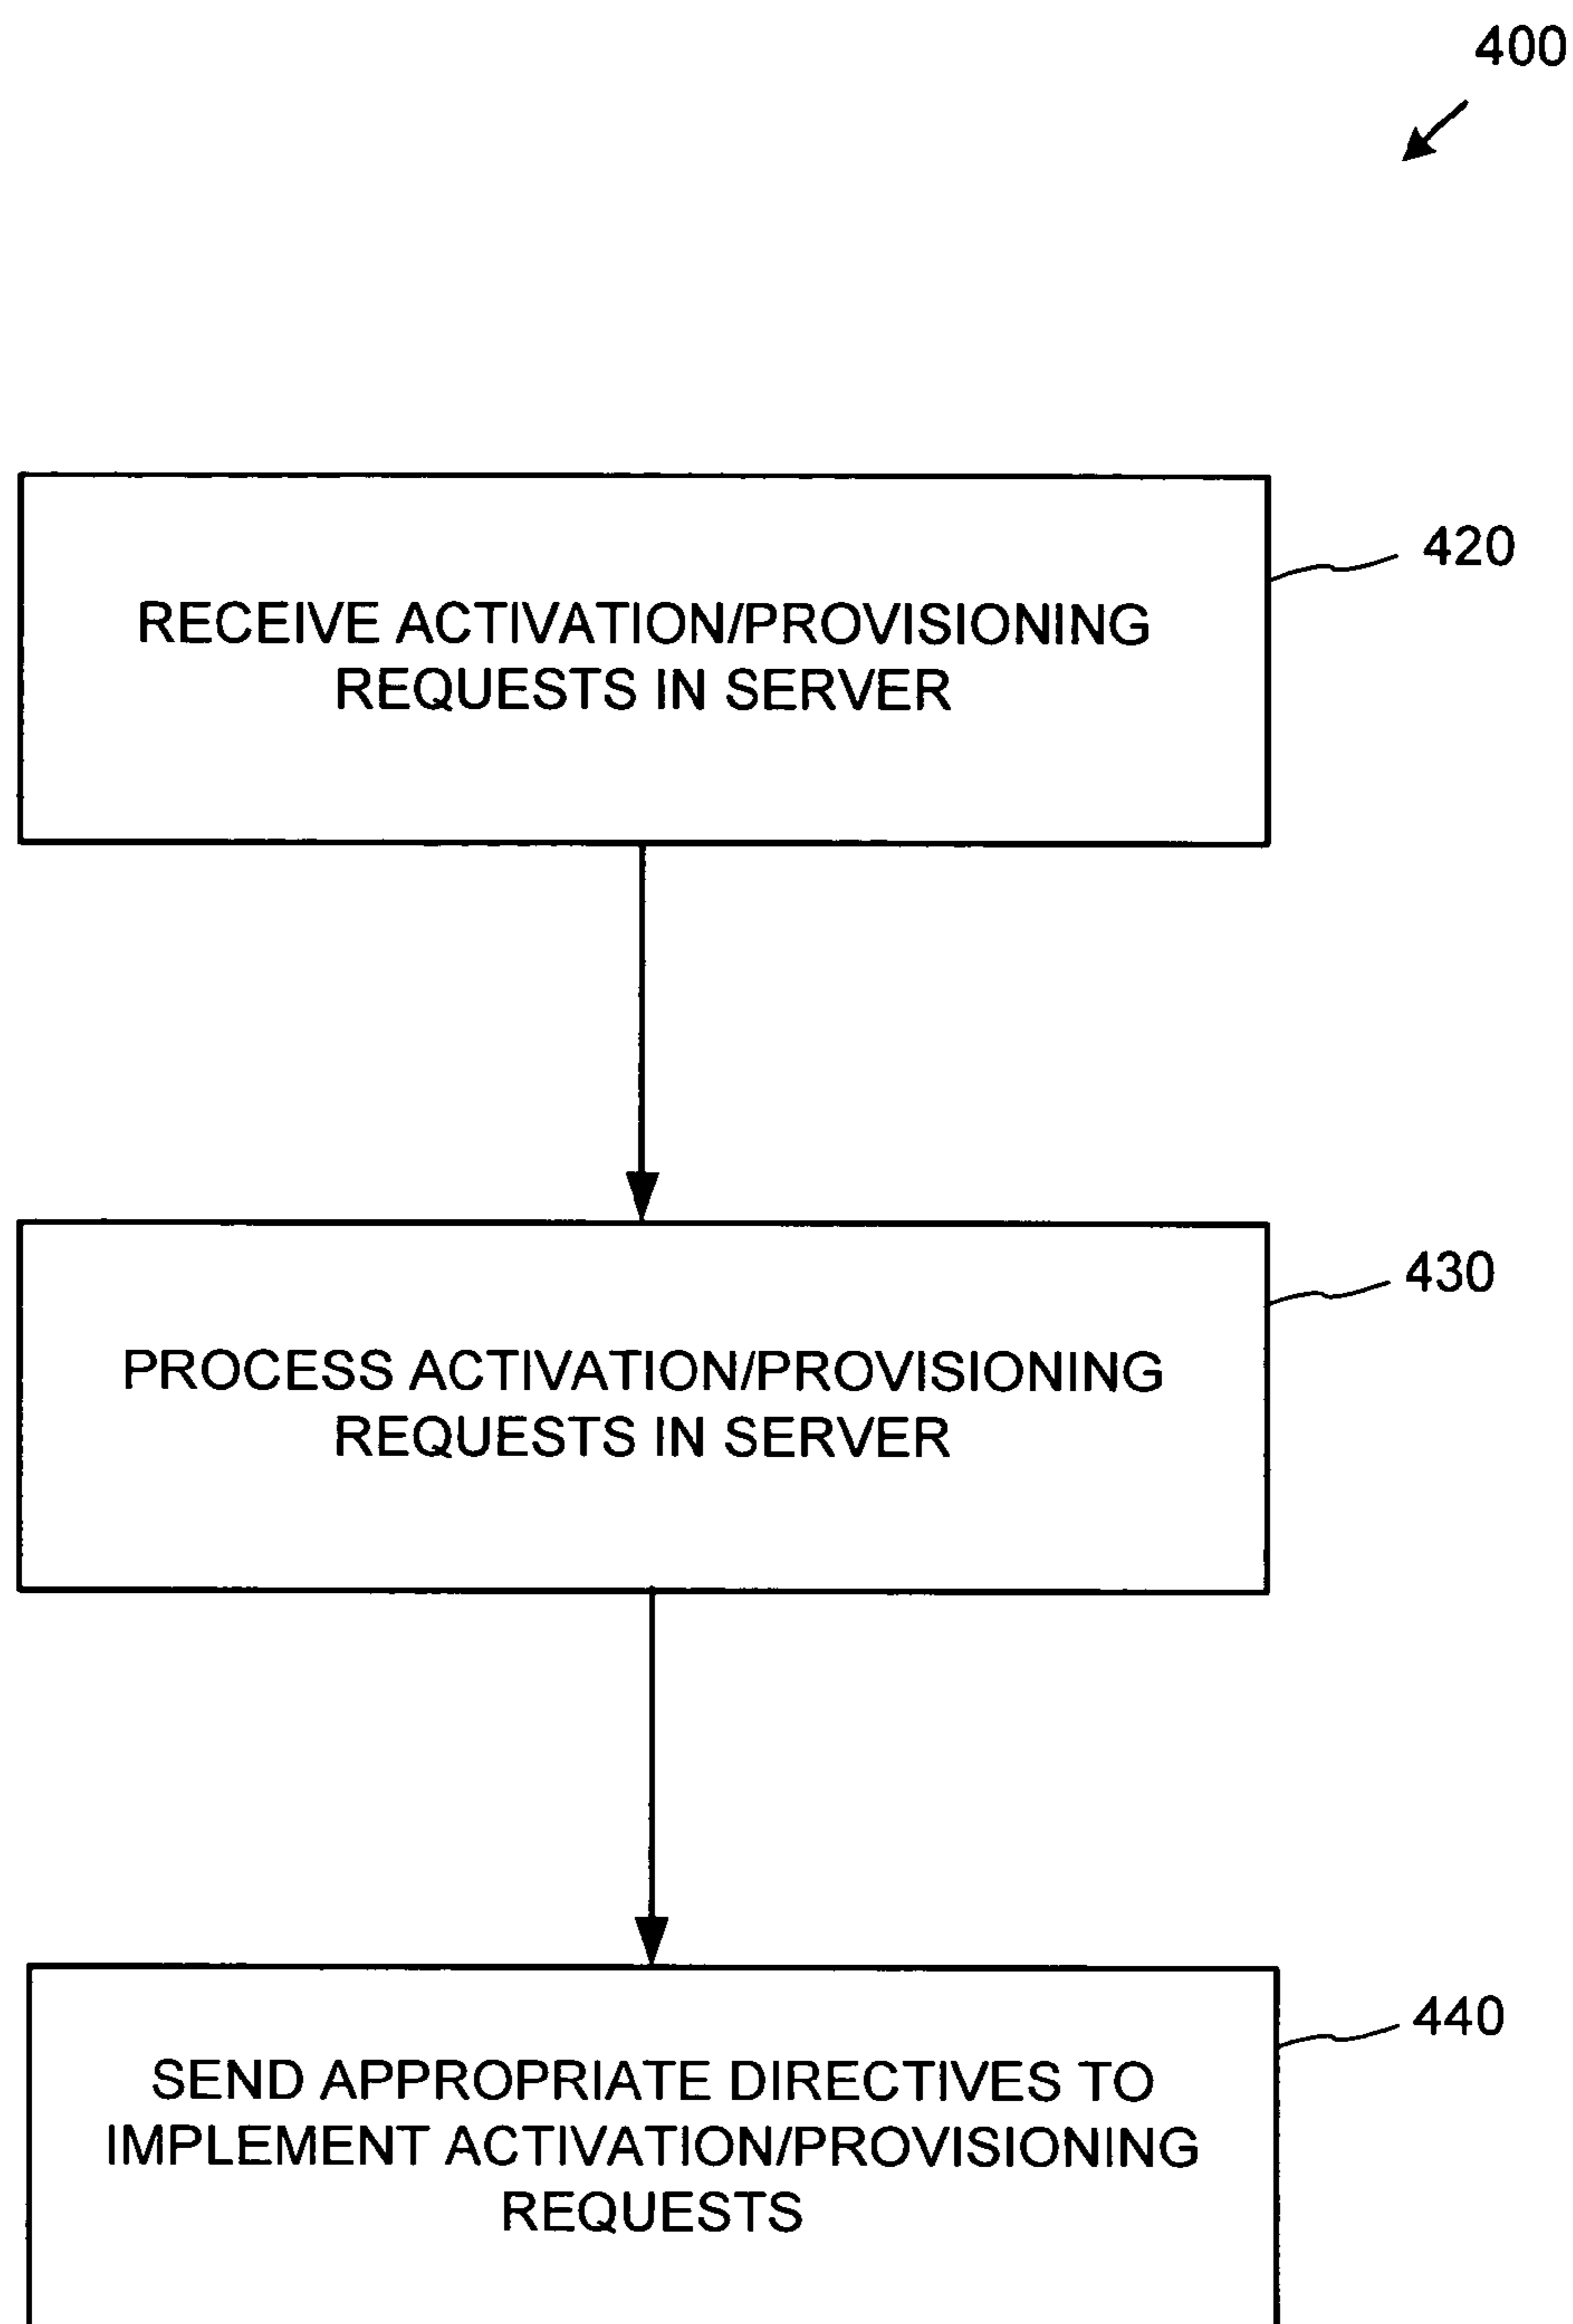 400
420
RECEIVE ACTIVATION/PROVISIONING
REQUESTS IN SERVER
430
PROCESS ACTIVATION/PROVISIONING
REQUESTS IN SERVER
440
SEND APPROPRIATE DIRECTIVES TO
IMPLEMENT ACTIVATION/PROVISIONING
REQUESTS